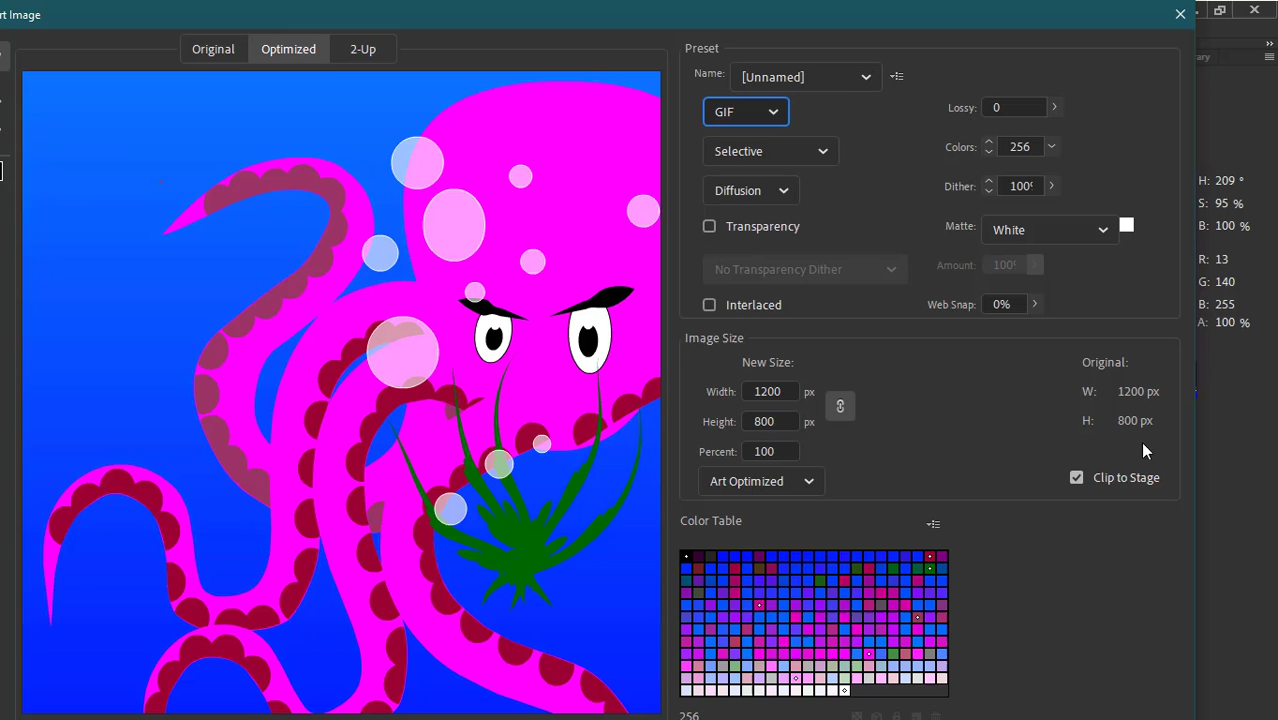 rt Image
Original Optimized 2-Up
Preset
Name: [Unnamed]
GIF Lossy: 0
Selective Colors: 256
Diffusion Dither: 100%
Transparency Matte: White
No Transparency Dither Amount: 100%
Interlaced Web Snap: 0%
Image Size
New Size: Original:
Width: 1200 px W: 1200 px
Height: 800 px H: 800 px
Percent: 100
Art Optimized Clip to Stage
Color Table
256
rary
H: 209 °
S: 95 %
B: 100 %
R: 13
G: 140
B: 255
A: 100 %